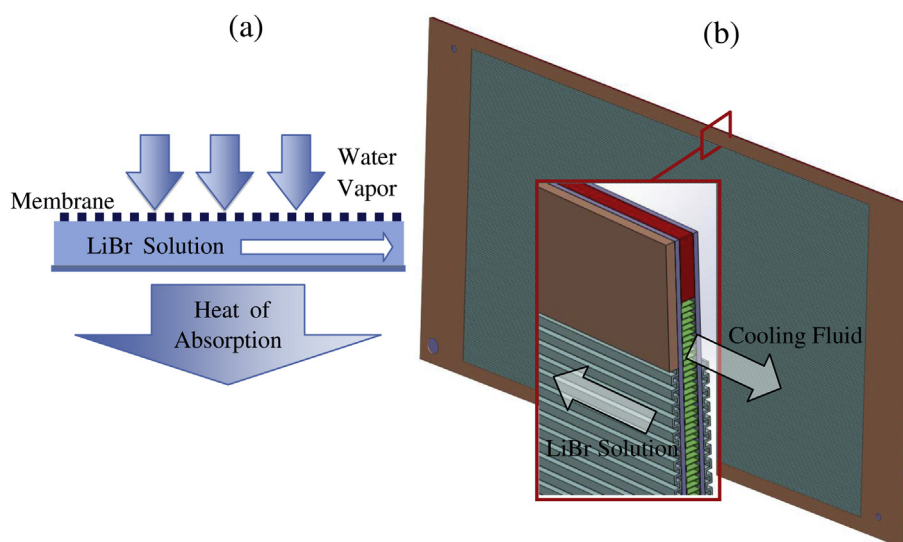 (a)
Water
Vapor
Membrane
LiBr Solution
Heat of
Absorption
(b)
Cooling Fluid
LiBr Solution